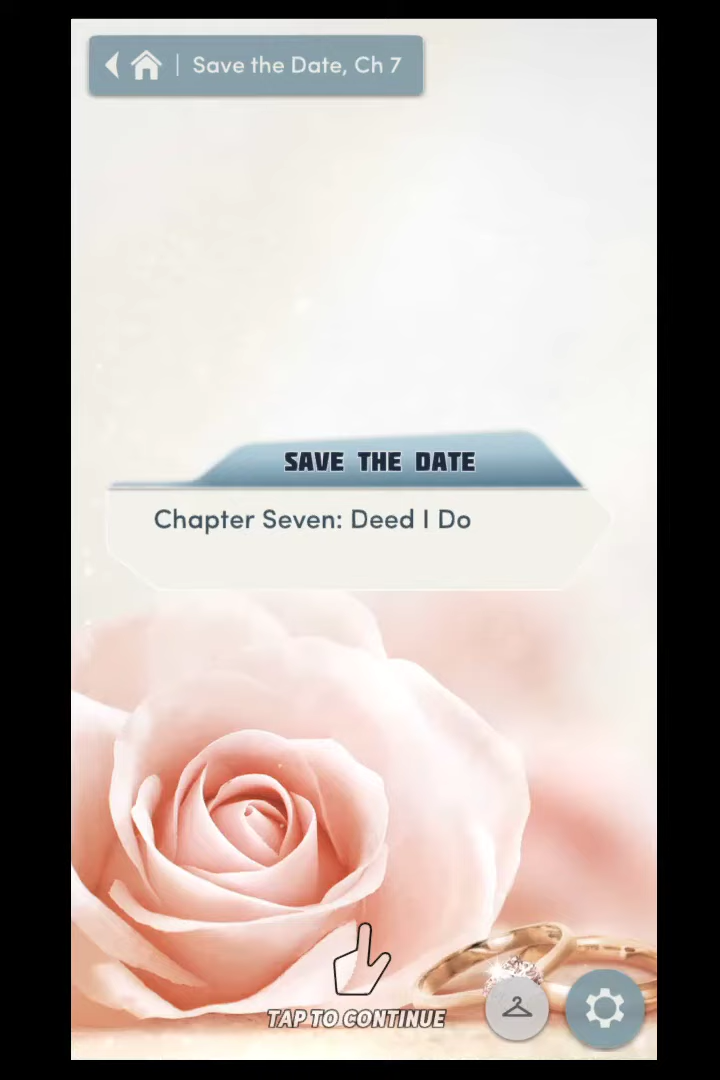 Save the Date, Ch 7
SAVE THE DATE
Chapter Seven: Deed I Do
TAP TO CONTINUE